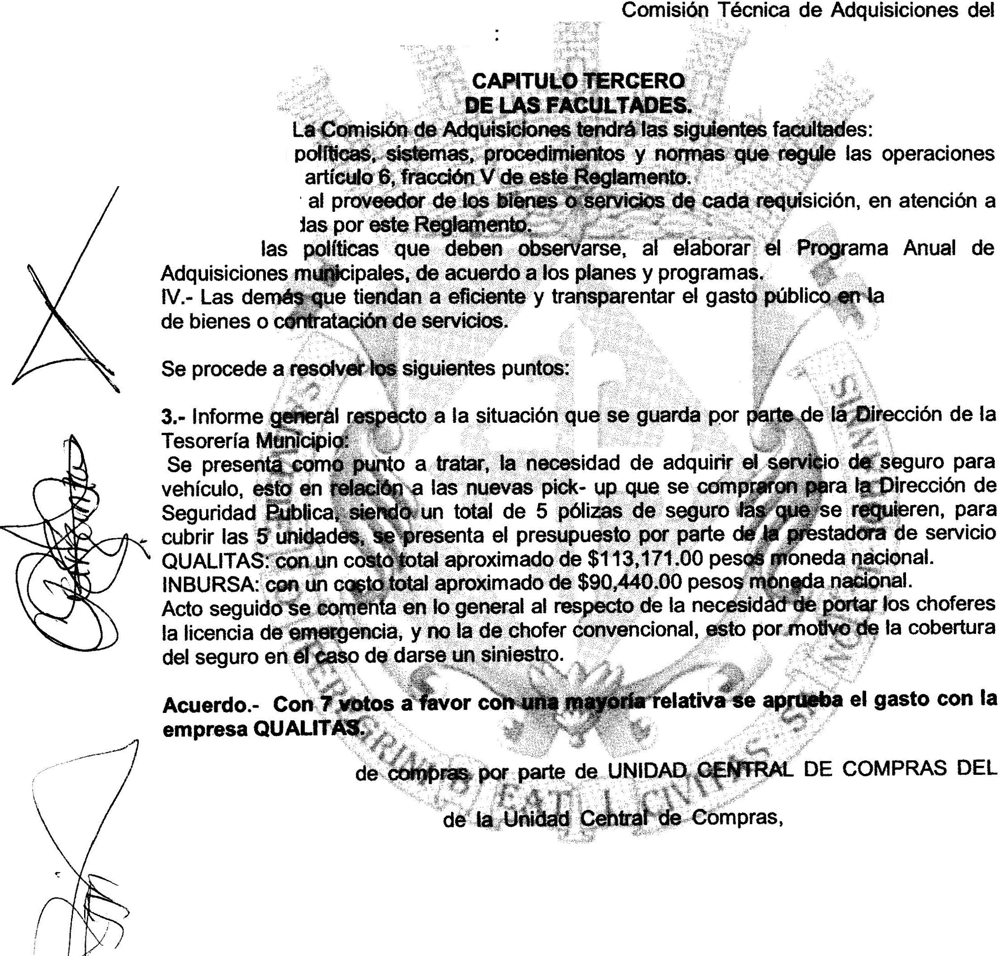 Comisión Técnica de Adquisiciones del
:
CAPITULO TERCERO
DE LAS FACULTADES.
La Comisión de Adquisiciones tendrá las siguientes facultades:
políticas, sistemas, procedimientos y normas que regule las operaciones
artículo 6, fracción V de este Reglamento.
al proveedor de los bienes o servicios de cada requisición, en atención a
por este Reglamento.
las políticas que deben observarse, al elaborar el Programa Anual de
Adquisiciones municipales, de acuerdo a los planes y programas.
IV.- Las demás que tiendan a eficiente y transparentar el gasto público en la
de bienes o contratación de servicios.
Se procede a resolver los siguientes puntos:
3.- Informe general respecto a la situación que se guarda por parte de la Dirección de la
Tesorería Municipio:
Se presenta como punto a tratar, la necesidad de adquirir el servicio de seguro para
vehículo, esto en relación a las nuevas pick- up que se compraron para la Dirección de
Seguridad Publica, siendo un total de 5 pólizas de seguro las que se requieren, para
cubrir las 5 unidades, se presenta el presupuesto por parte de la prestadora de servicio
QUALITAS: con un costo total aproximado de $113,171.00 pesos moneda nacional.
INBURSA: con un costo total aproximado de $90,440.00 pesos moneda nacional.
Acto seguido se comenta en lo general al respecto de la necesidad de portar los choferes
la licencia de emergencia, y no la de chofer convencional, esto por motivo de la cobertura
del seguro en el caso de darse un siniestro.
Acuerdo.- Con 7 votos a favor con una mayoría relativa se aprueba el gasto con la
empresa QUALITAS.
de compras por parte de UNIDAD CENTRAL DE COMPRAS DEL
de la Unidad Central de Compras,